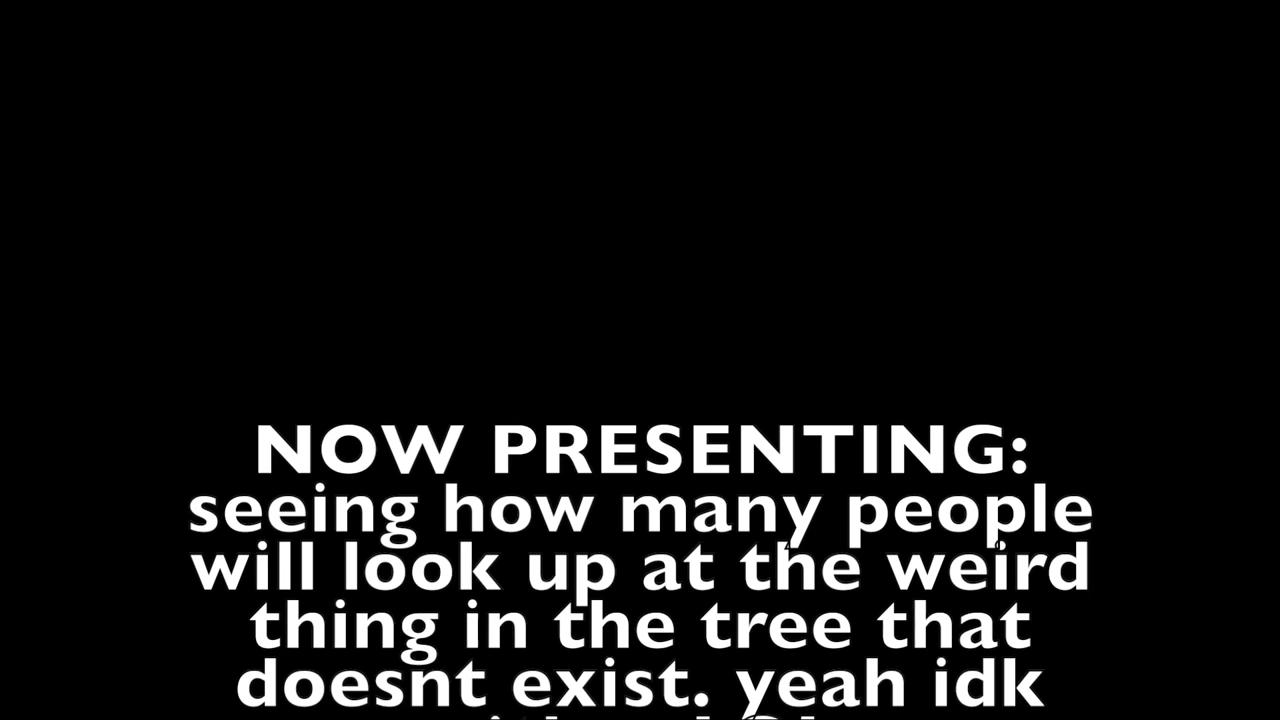 NOW PRESENTING:
seeing how many people
will look up at the weird
thing in the tree that
doesnt exist. yeah idk